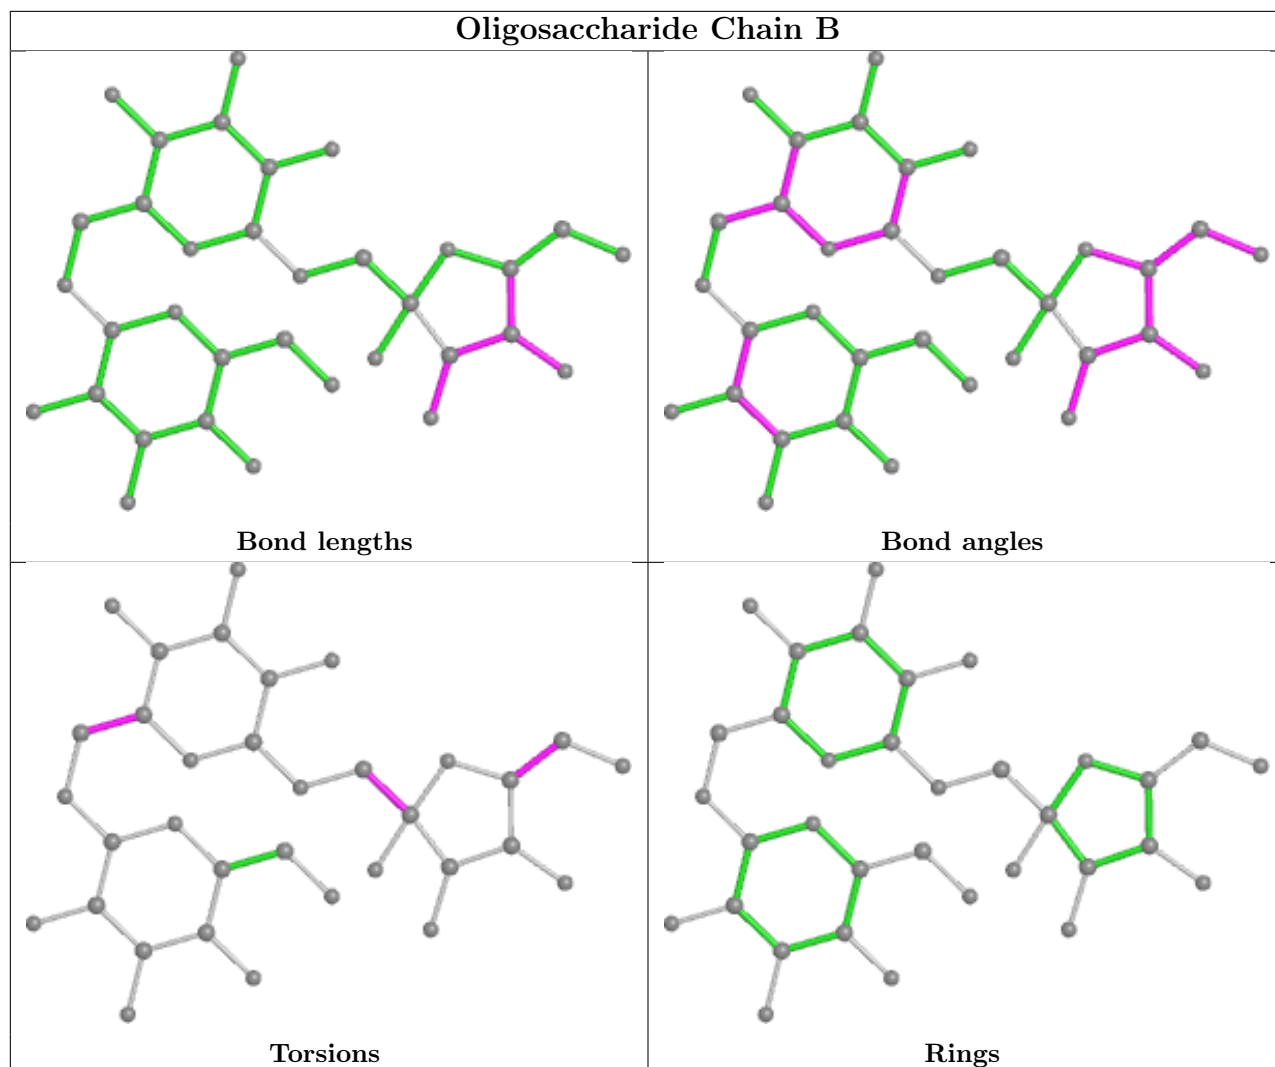 Oligosaccharide Chain B
Bond lengths
Bond angles
Torsions
Rings